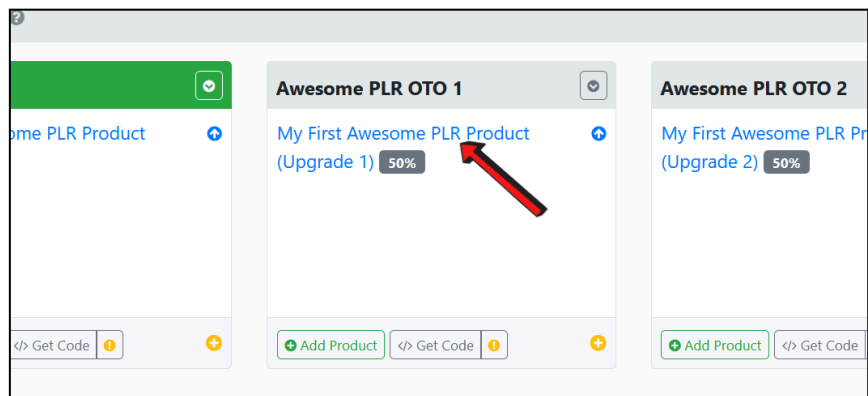 Awesome PLR OTO 1
Awesome PLR OTO 2
ome PLR Product
My First Awesome PLR Product
(Upgrade 1) 50%
My First Awesome PLR Pr
(Upgrade 2) 50%
</> Get Code
Add Product </> Get Code
Add Product </> Get Code